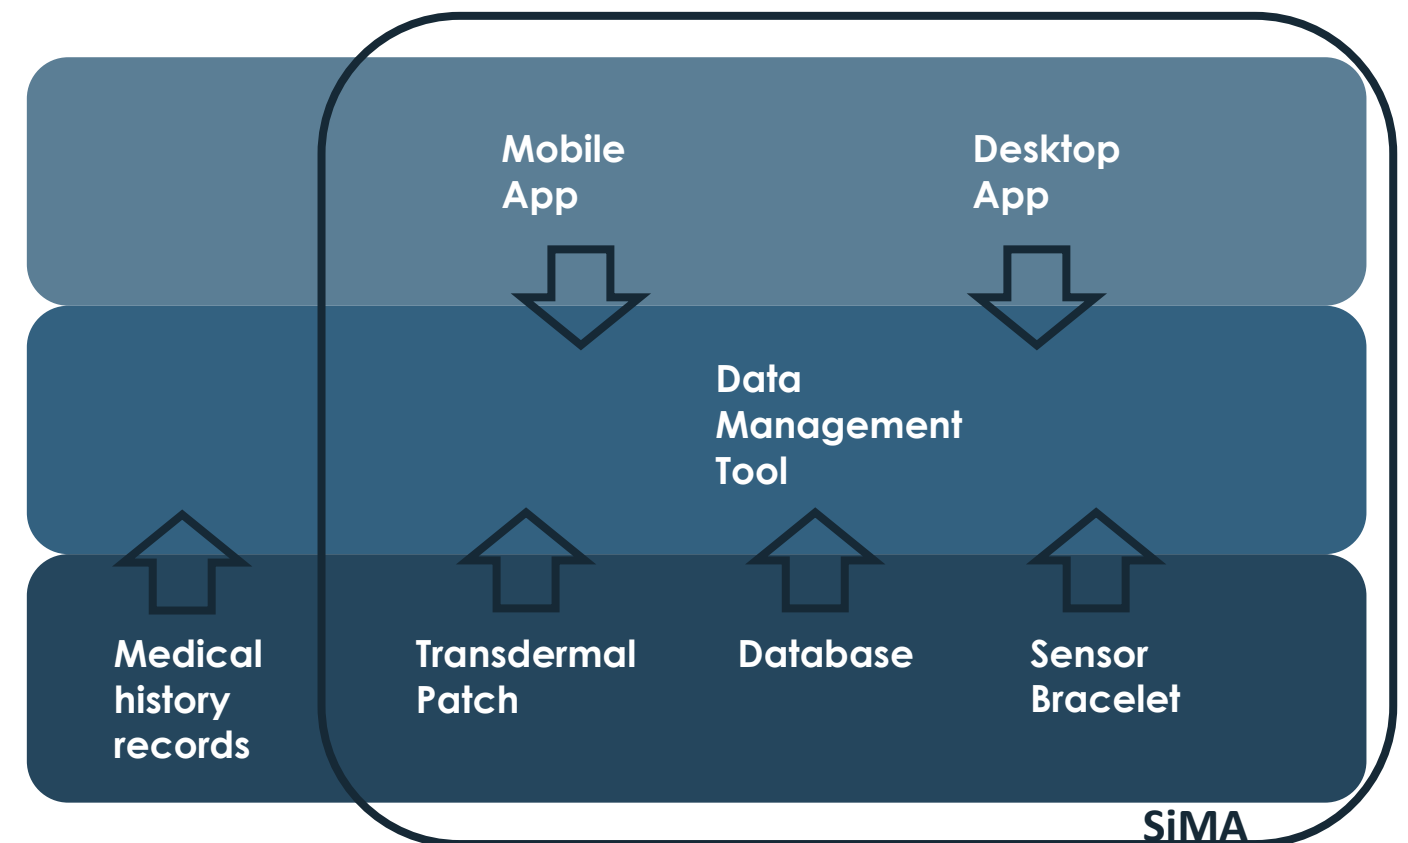 Mobile
App
Desktop
App
Data
Management
Tool
Medical
history
records
Transdermal
Patch
Database
Sensor
Bracelet
SiMA